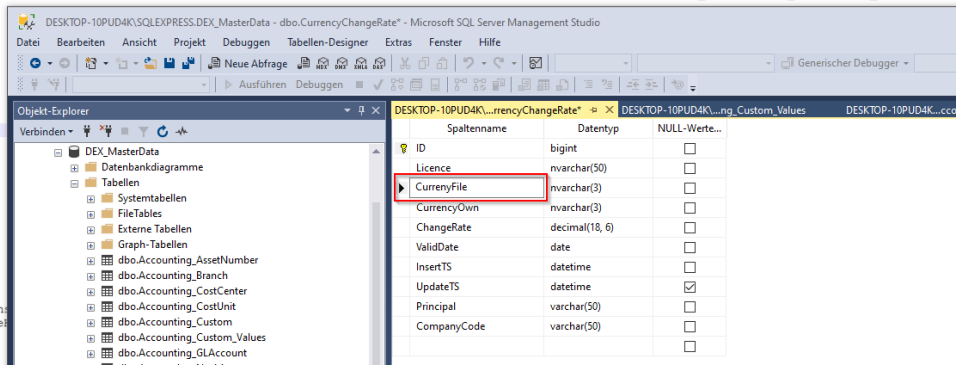 DESKTOP-10PUD4K\SQLEXPRESS.DEX_MasterData - dbo.CurrencyChangeRate* - Microsoft SQL Server Management Studio
Datei Bearbeiten Ansicht Projekt Debuggen Tabellen-Designer Extras Fenster Hilfe
Neue Abfrage Generischer Debugger
Ausführen Debuggen
Objekt-Explorer
Verbinden
DEX_MasterData
Datenbankdiagramme
Tabellen
Systemtabellen
FileTables
Externe Tabellen
Graph-Tabellen
dbo.Accounting_AssetNumber
dbo.Accounting_Branch
dbo.Accounting_CostCenter
dbo.Accounting_CostUnit
dbo.Accounting_Custom
dbo.Accounting_Custom_Values
dbo.Accounting_GLAccount
DESKTOP-10PUD4K\...rrencyChangeRate* DESKTOP-10PUD4K\...ng_Custom_Values DESKTOP-10PUD4K...cco
Spaltenname Datentyp NULL-Werte...
ID bigint
Licence nvarchar(50)
CurrenyFile nvarchar(3)
CurrencyOwn nvarchar(3)
ChangeRate decimal(18, 6)
ValidDate date
InsertTS datetime
UpdateTS datetime
Principal varchar(50)
CompanyCode varchar(50)